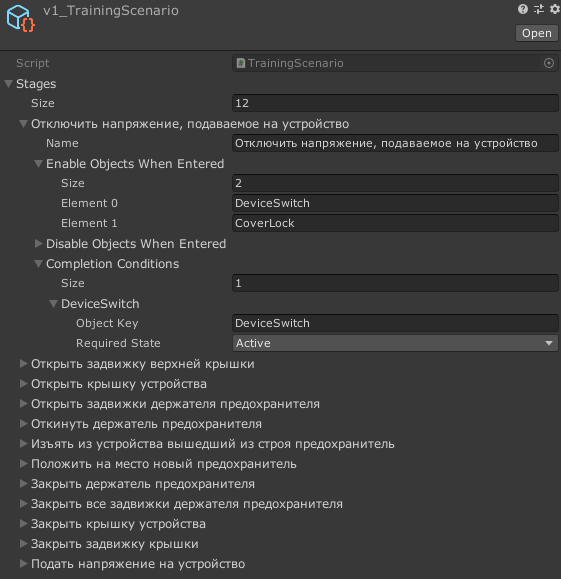 v1_TrainingScenario
Open
Script TrainingScenario
Stages
Size 12
Отключить напряжение, подаваемое на устройство
Name Отключить напряжение, подаваемое на устройство
Enable Objects When Entered
Size 2
Element 0 DeviceSwitch
Element 1 CoverLock
Disable Objects When Entered
Completion Conditions
Size 1
DeviceSwitch
Object Key DeviceSwitch
Required State Active
Открыть задвижку верхней крышки
Открыть крышку устройства
Открыть задвижки держателя предохранителя
Откинуть держатель предохранителя
Изъять из устройства вышедший из строя предохранитель
Положить на место новый предохранитель
Закрыть держатель предохранителя
Закрыть все задвижки держателя предохранителя
Закрыть крышку устройства
Закрыть задвижку крышки
Подать напряжение на устройство